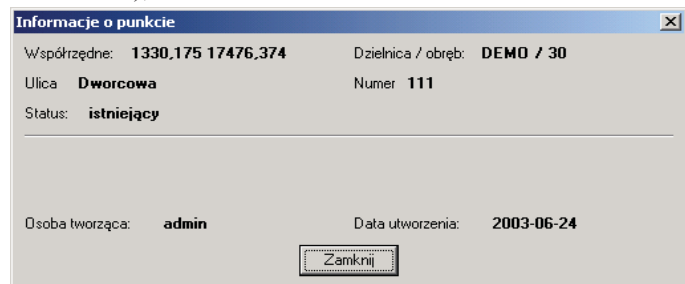 Informacje o punkcie
Współrzędne: 1330,175 17476,374 Dzielnica / obręb: DEMO / 30
Ulica Dworcowa Numer 111
Status: istniejący
Osoba tworząca: admin Data utworzenia: 2003-06-24
Zamknij